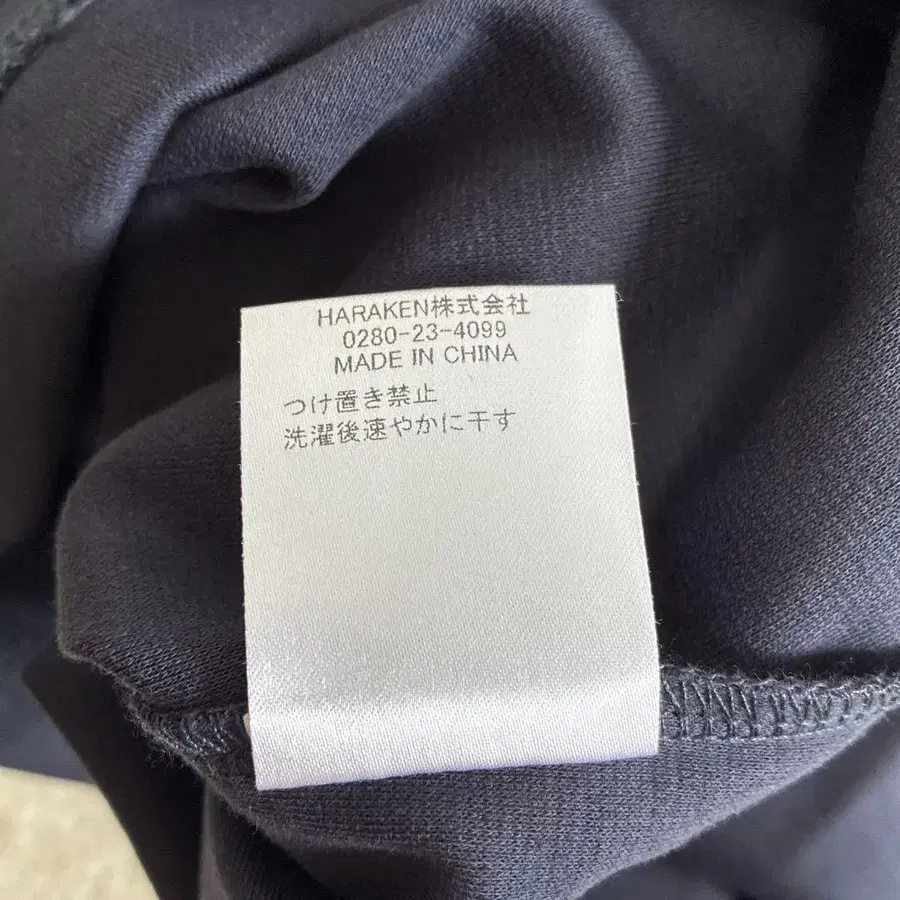 HARAKEN株式会社
0280-23-4099
MADE IN CHINA
つけ置き禁止
洗濯後速やかに干す